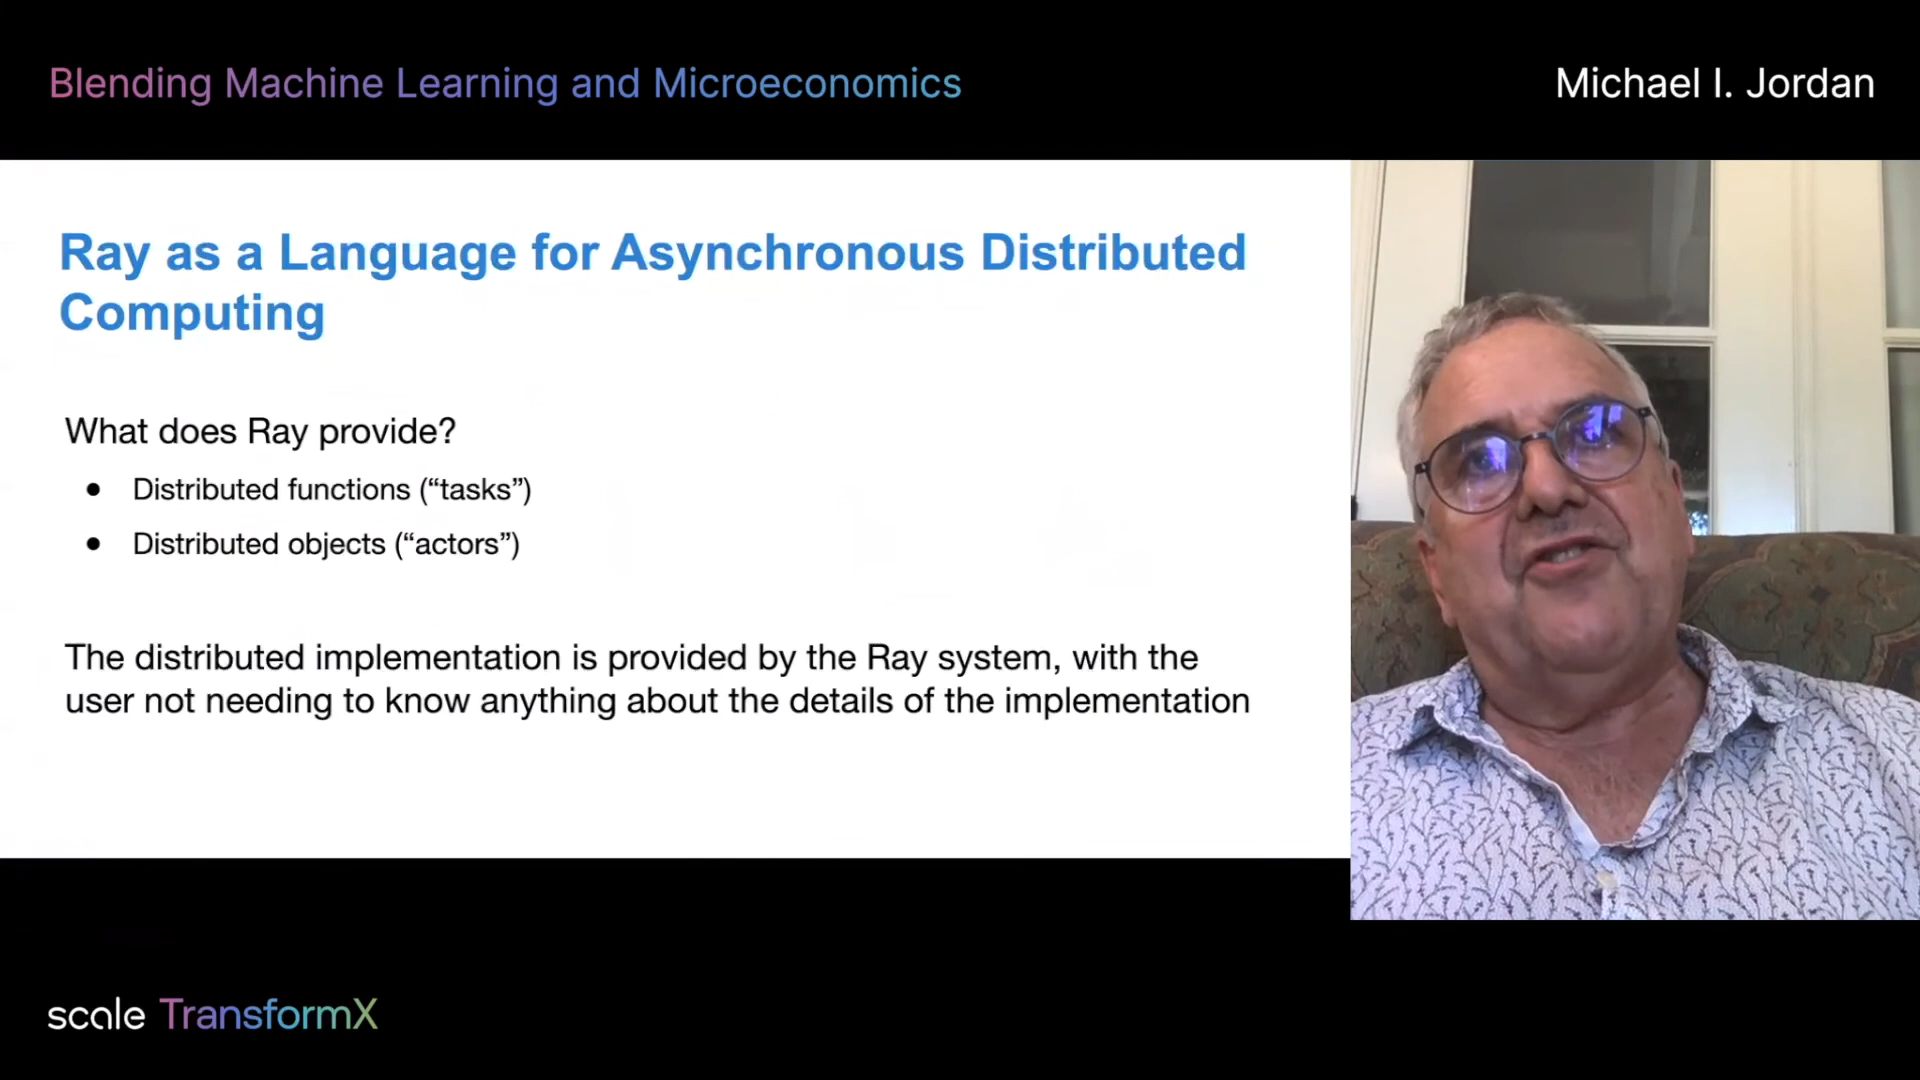 Blending Machine Learning and Microeconomics
Michael I. Jordan
Ray as a Language for Asynchronous Distributed
Computing
What does Ray provide?
● Distributed functions (“tasks”)
● Distributed objects (“actors”)
The distributed implementation is provided by the Ray system, with the
user not needing to know anything about the details of the implementation
scale TransformX